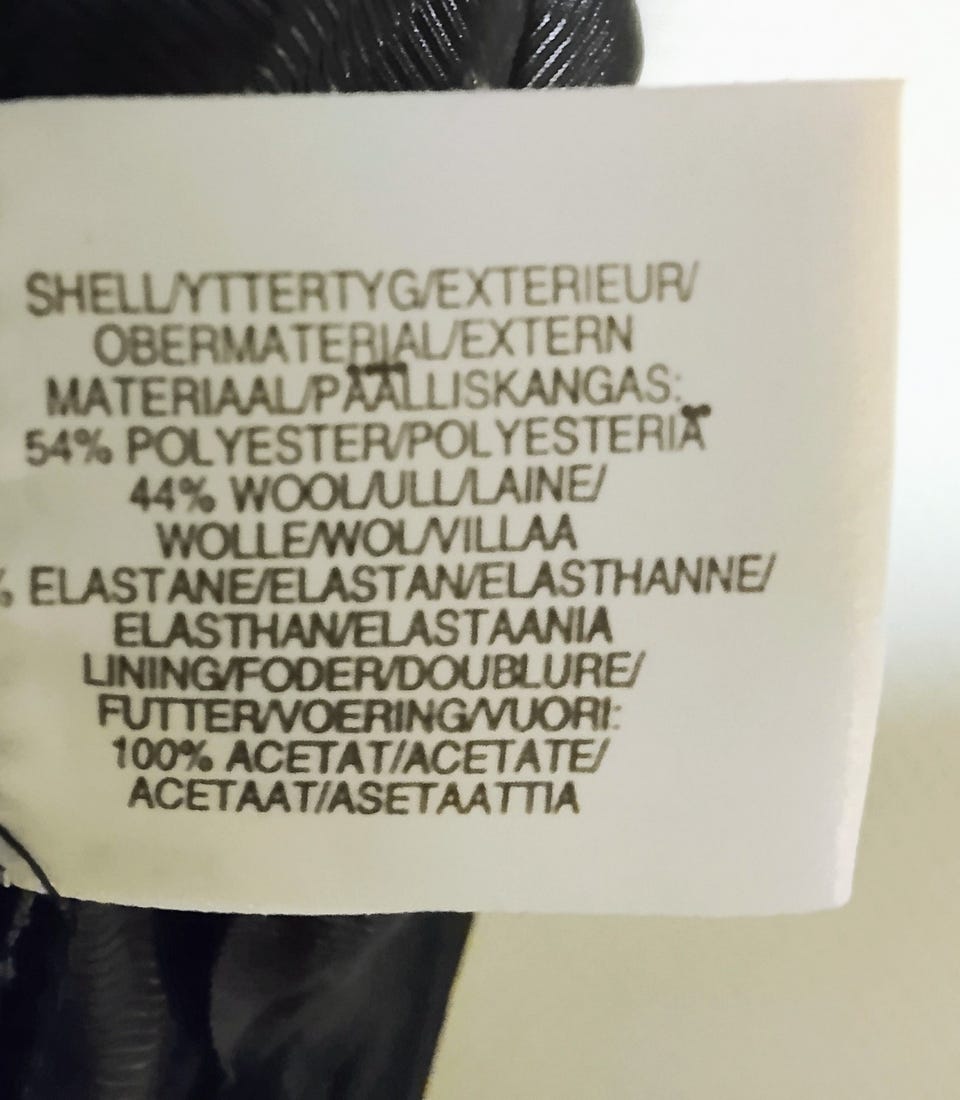 SHELL/YTTERTYG/EXTERIEUR/
OBERMATERIAL/EXTERN
MATERIAAL/PÄÄLLISKANGAS:
54% POLYESTER/POLYESTERIÄ
44% WOOL/ULL/LAINE/
WOLLE/WOL/VILLAA
% ELASTANE/ELASTAN/ELASTHANNE/
ELASTHAN/ELASTAANIA
LINING/FODER/DOUBLURE/
FUTTER/VOERING/VUORI:
100% ACETAT/ACETATE/
ACETAAT/ASETAATTIA